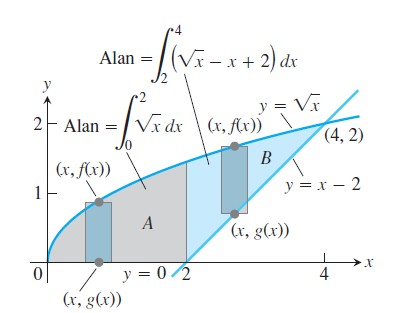 Alan = ∫₂⁴ (√x − x + 2) dx
y
y = √x
2
Alan = ∫₀² √x dx
(x, f(x))
(4, 2)
(x, f(x))
B
y = x − 2
1
A
(x, g(x))
0
y = 0
2
4
x
(x, g(x))